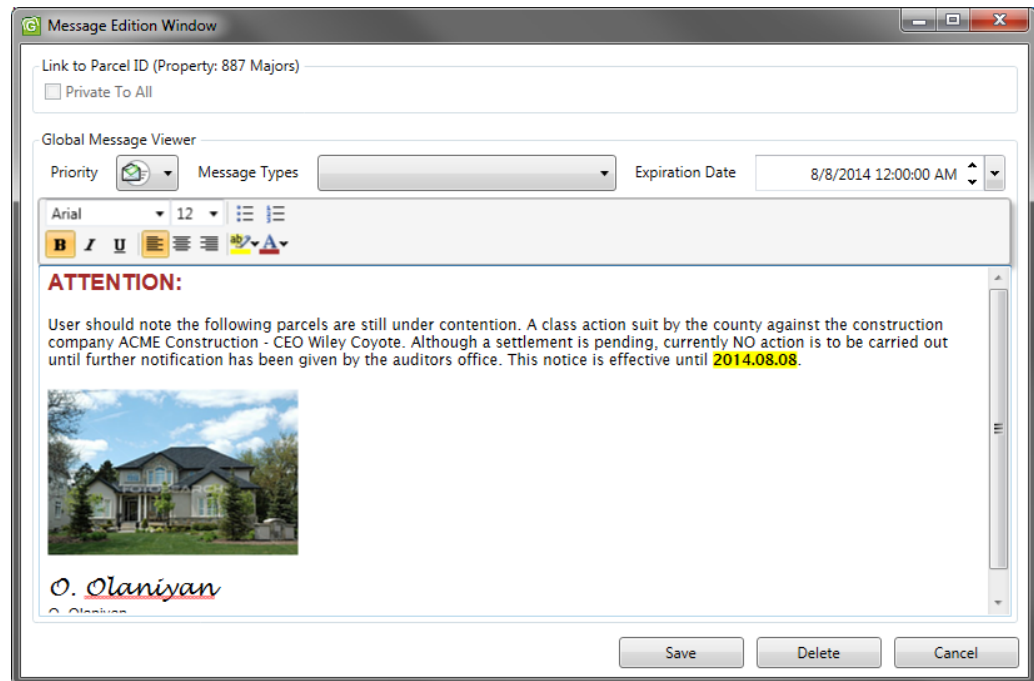 Message Edition Window
Link to Parcel ID (Property: 887 Majors)
Private To All
Global Message Viewer
Priority Message Types Expiration Date 8/8/2014 12:00:00 AM
Arial 12
B I U ab A
ATTENTION:
User should note the following parcels are still under contention. A class action suit by the county against the construction
company ACME Construction - CEO Wiley Coyote. Although a settlement is pending, currently NO action is to be carried out
until further notification has been given by the auditors office. This notice is effective until 2014.08.08.
FOTOSEARCH
O. Olaniyan
O. Olaniyan
Save Delete Cancel